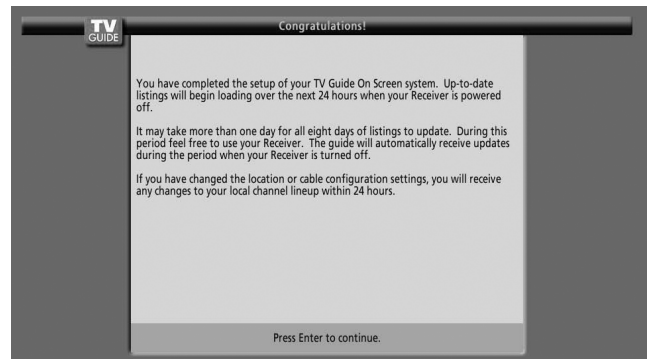 TV
GUIDE
Congratulations!
You have completed the setup of your TV Guide On Screen system. Up-to-date
listings will begin loading over the next 24 hours when your Receiver is powered
off.
It may take more than one day for all eight days of listings to update. During this
period feel free to use your Receiver. The guide will automatically receive updates
during the period when your Receiver is turned off.
If you have changed the location or cable configuration settings, you will receive
any changes to your local channel lineup within 24 hours.
Press Enter to continue.